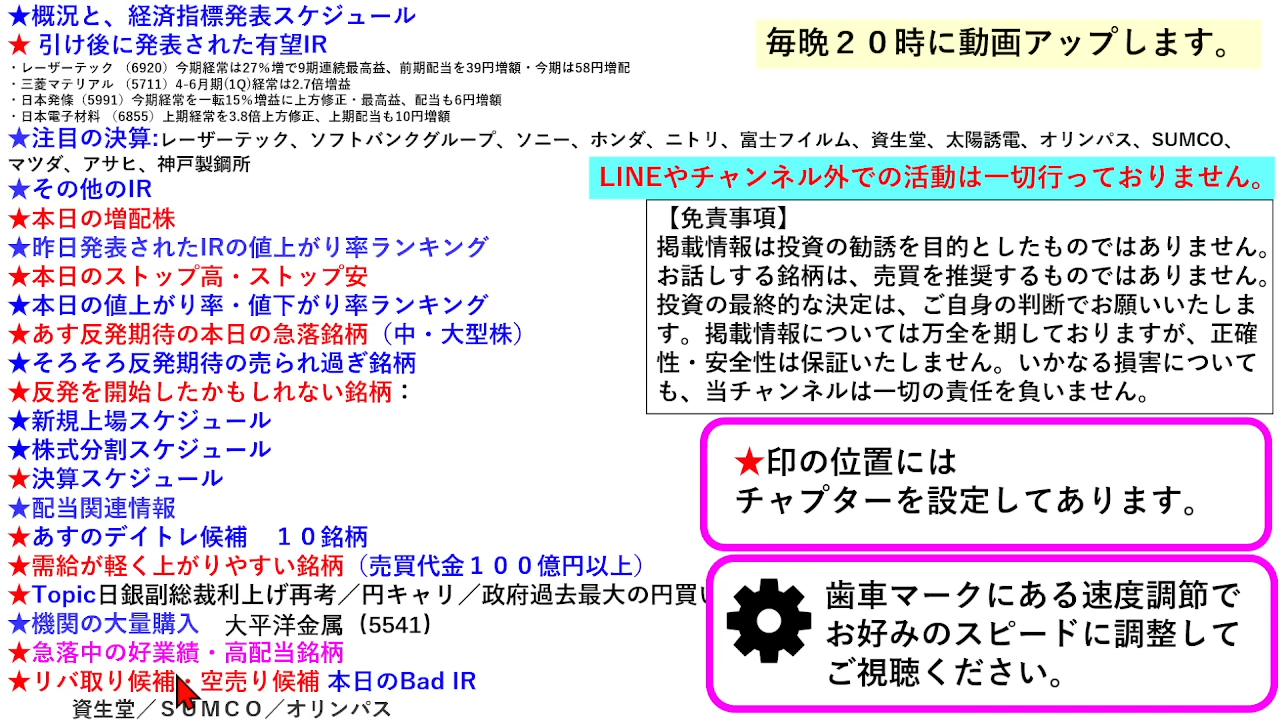 ★概況と、経済指標発表スケジュール
★ 引け後に発表された有望IR
・レーザーテック （6920）今期経常は27％増で9期連続最高益、前期配当を39円増額・今期は58円増配
・三菱マテリアル （5711）4-6月期(1Q)経常は2.7倍増益
・日本発條（5991）今期経常を一転15％増益に上方修正・最高益、配当も6円増額
・日本電子材料 （6855）上期経常を3.8倍上方修正、上期配当も10円増額
★注目の決算:レーザーテック、ソフトバンクグループ、ソニー、ホンダ、ニトリ、富士フイルム、資生堂、太陽誘電、オリンパス、SUMCO、
マツダ、アサヒ、神戸製鋼所
★その他のIR
★本日の増配株
★昨日発表されたIRの値上がり率ランキング
★本日のストップ高・ストップ安
★本日の値上がり率・値下がり率ランキング
★あす反発期待の本日の急落銘柄（中・大型株）
★そろそろ反発期待の売られ過ぎ銘柄
★反発を開始したかもしれない銘柄：
★新規上場スケジュール
★株式分割スケジュール
★決算スケジュール
★配当関連情報
★あすのデイトレ候補　１０銘柄
★需給が軽く上がりやすい銘柄（売買代金１００億円以上）
★Topic日銀副総裁利上げ再考／円キャリ／政府過去最大の円買い
★機関の大量購入　大平洋金属（5541）
★急落中の好業績・高配当銘柄
★リバ取り候補・空売り候補 本日のBad IR
資生堂／ＳＵＭＣＯ／オリンパス
毎晩２０時に動画アップします。
LINEやチャンネル外での活動は一切行っておりません。
【免責事項】
掲載情報は投資の勧誘を目的としたものではありません。
お話しする銘柄は、売買を推奨するものではありません。
投資の最終的な決定は、ご自身の判断でお願いいたしま
す。掲載情報については万全を期しておりますが、正確
性・安全性は保証いたしません。いかなる損害について
も、当チャンネルは一切の責任を負いません。
★印の位置には
チャプターを設定してあります。
歯車マークにある速度調節で
お好みのスピードに調整して
ご視聴ください。